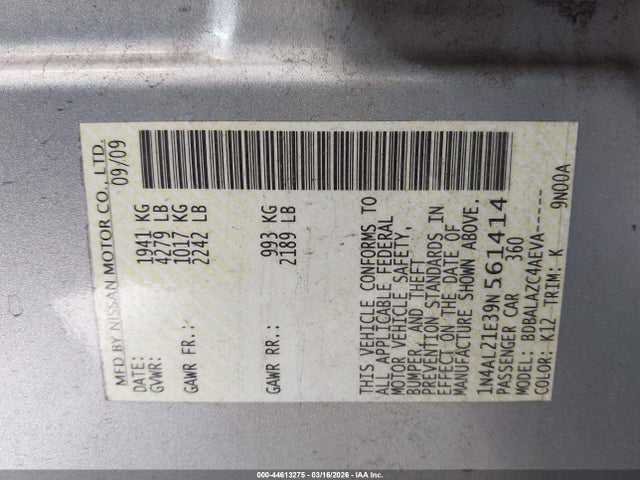 MFD BY NISSAN MOTOR CO., LTD.
DATE: 09/09
GVWR: 1941 KG
4279 LB
GAWR FR.: 1017 KG
2242 LB
GAWR RR.: 993 KG
2189 LB
THIS VEHICLE CONFORMS TO
ALL APPLICABLE FEDERAL
MOTOR VEHICLE SAFETY,
BUMPER, AND THEFT
PREVENTION STANDARDS IN
EFFECT ON THE DATE OF
MANUFACTURE SHOWN ABOVE.
1N4AL21E39N561414
PASSENGER CAR 360
MODEL: BDBALAZC4AEVA-----
COLOR: K12 TRIM: K 9N00A
000-44613275 - 03/16/2026 - IAA Inc.